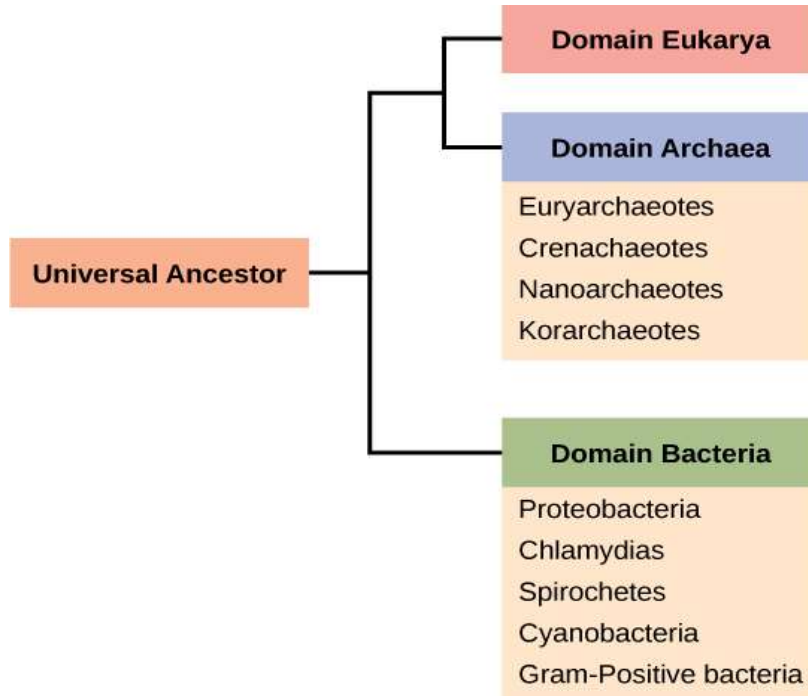 Domain Eukarya
Domain Archaea
Euryarchaeotes
Crenachaeotes
Nanoarchaeotes
Korarchaeotes
Universal Ancestor
Domain Bacteria
Proteobacteria
Chlamydias
Spirochetes
Cyanobacteria
Gram-Positive bacteria